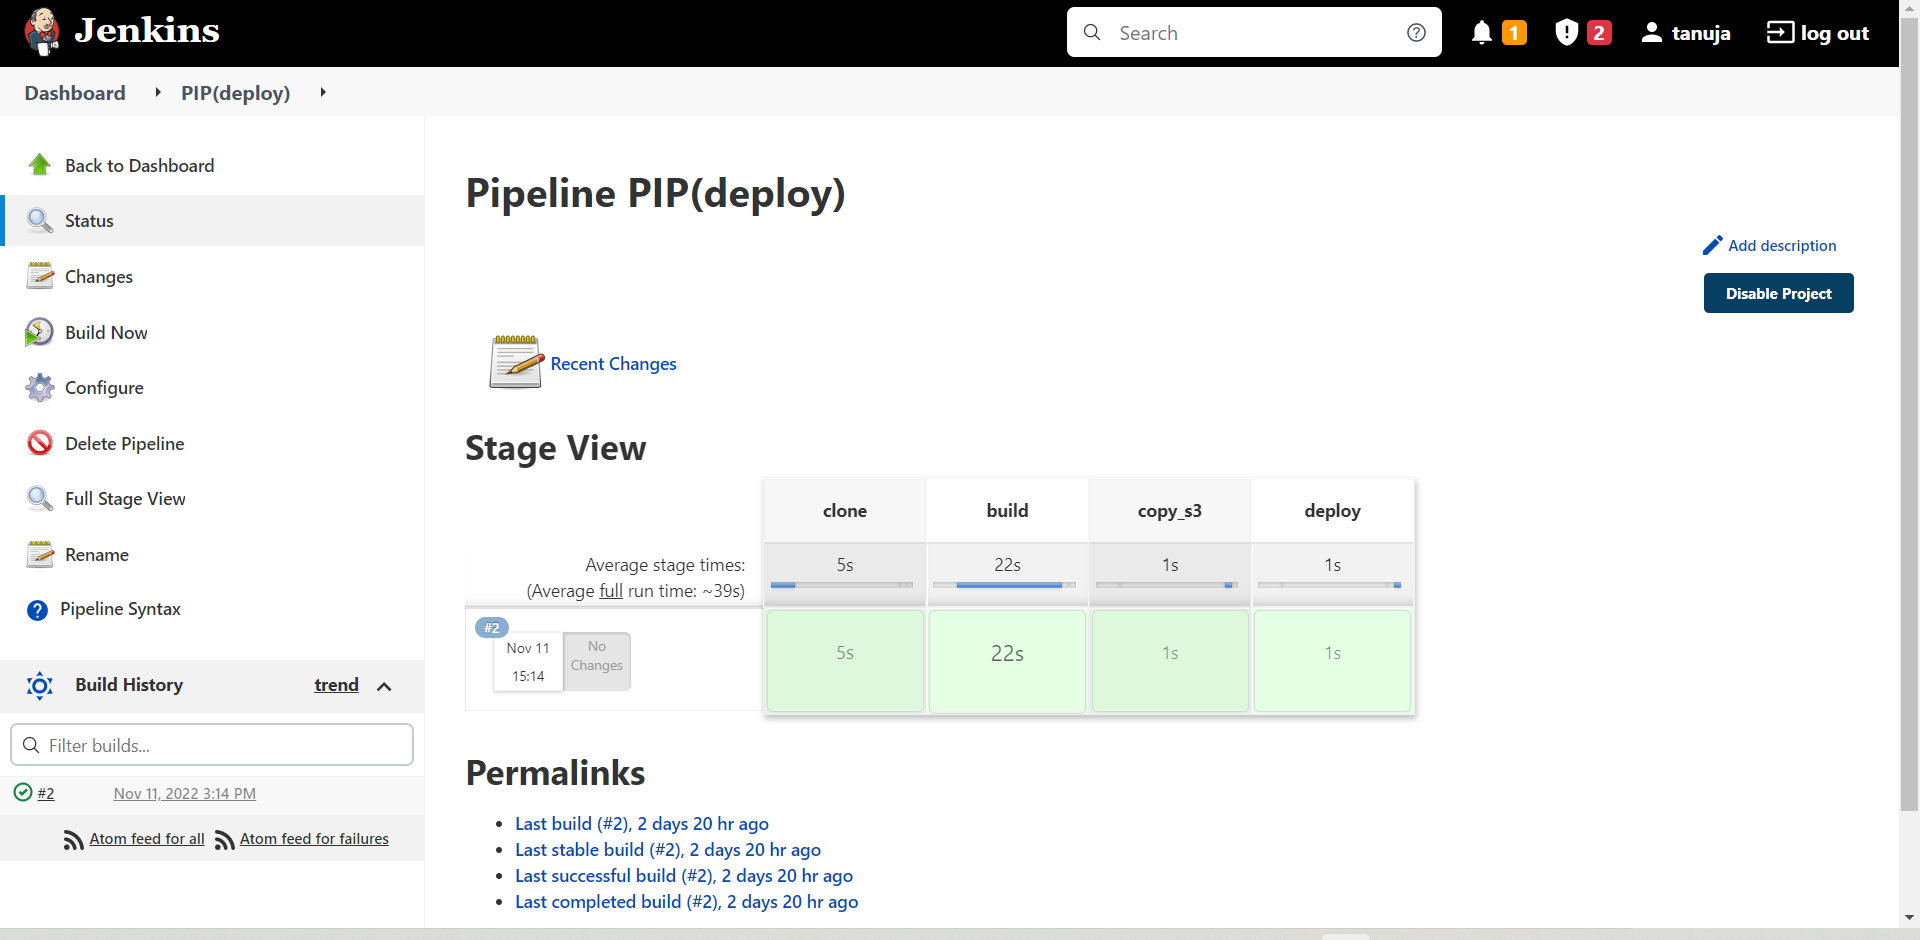 Jenkins
Search
1
2
tanuja
log out
Dashboard
PIP(deploy)
Back to Dashboard
Status
Changes
Build Now
Configure
Delete Pipeline
Full Stage View
Rename
Pipeline Syntax
Build History
trend
Filter builds...
#2
Nov 11, 2022 3:14 PM
Atom feed for all
Atom feed for failures
Pipeline PIP(deploy)
Add description
Disable Project
Recent Changes
Stage View
clone
build
copy_s3
deploy
Average stage times:
(Average full run time: ~39s)
5s
22s
1s
1s
#2
Nov 11
15:14
No
Changes
5s
22s
1s
1s
Permalinks
Last build (#2), 2 days 20 hr ago
Last stable build (#2), 2 days 20 hr ago
Last successful build (#2), 2 days 20 hr ago
Last completed build (#2), 2 days 20 hr ago